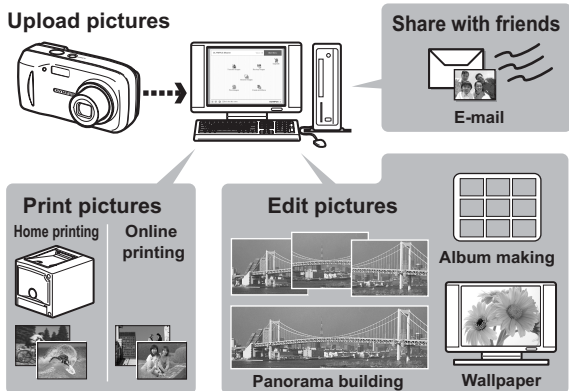 Upload pictures
Share with friends
E-mail
Print pictures
Home printing
Online
printing
Edit pictures
Panorama building
Album making
Wallpaper